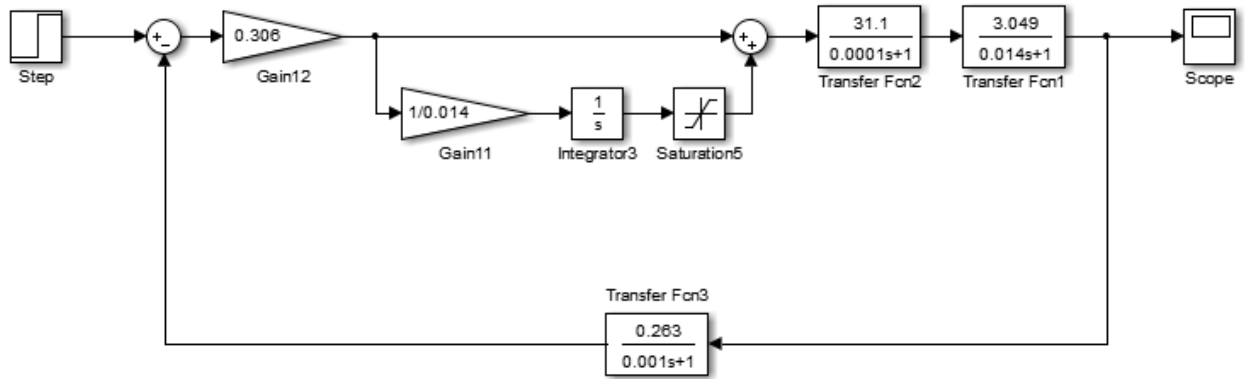 Step
+
−
0.306
Gain12
1/0.014
Gain11
1
s
Integrator3
Saturation5
+
+
31.1
0.0001s+1
Transfer Fcn2
3.049
0.014s+1
Transfer Fcn1
Scope
Transfer Fcn3
0.263
0.001s+1